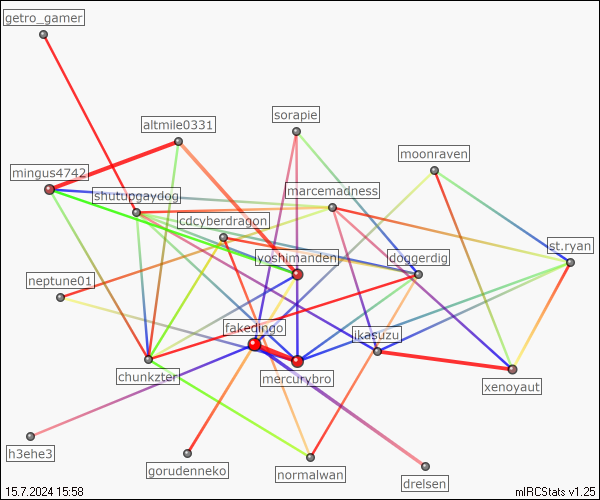 getro_gamer
sorapie
altmile0331
moonraven
mingus4742
marcemadness
shutupgaydog
cdcyberdragon
st.ryan
yoshimanden
doggerdig
neptune01
fakedingo
ikasuzu
chunkzter
mercurybro
xenoyaut
h3ehe3
gorudenneko
normalwan
drelsen
15.7.2024 15:58
mIRCStats v1.25